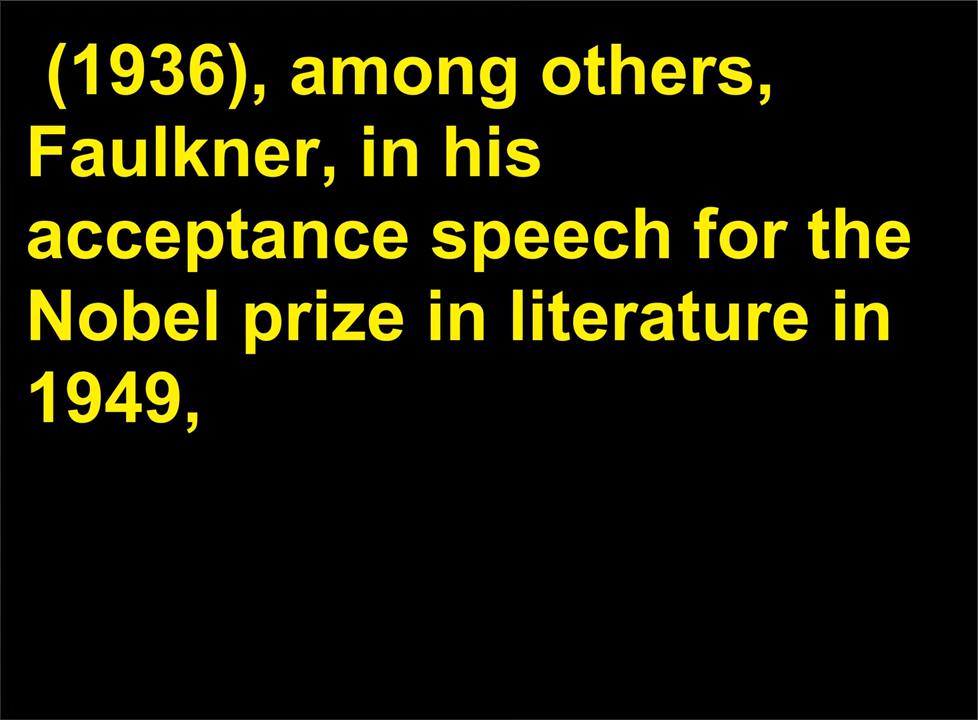 (1936), among others,
Faulkner, in his
acceptance speech for the
Nobel prize in literature in
1949,